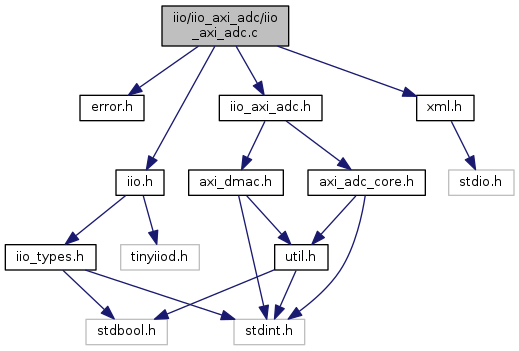 iio/iio_axi_adc/iio
_axi_adc.c
error.h
iio_axi_adc.h
xml.h
iio.h
axi_dmac.h
axi_adc_core.h
stdio.h
iio_types.h
tinyiiod.h
util.h
stdbool.h
stdint.h